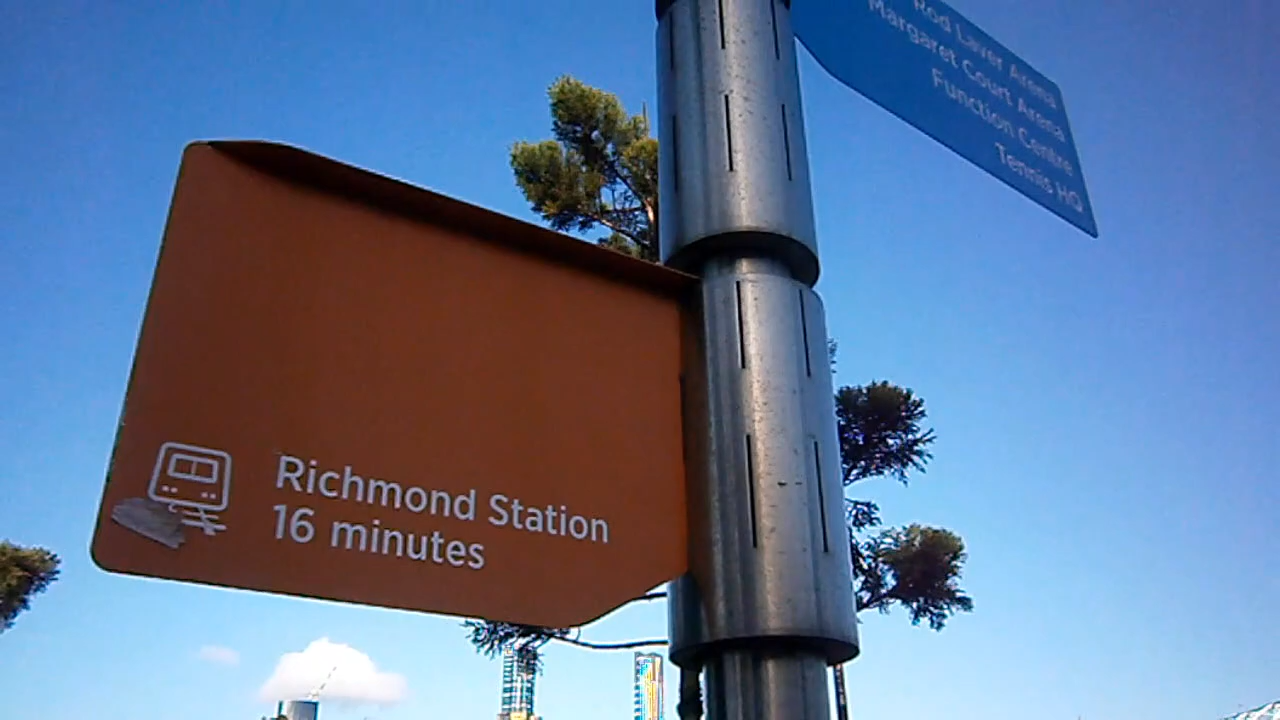 Rod Laver Arena
Margaret Court Arena
Function Centre
Tennis HQ
Richmond Station
16 minutes